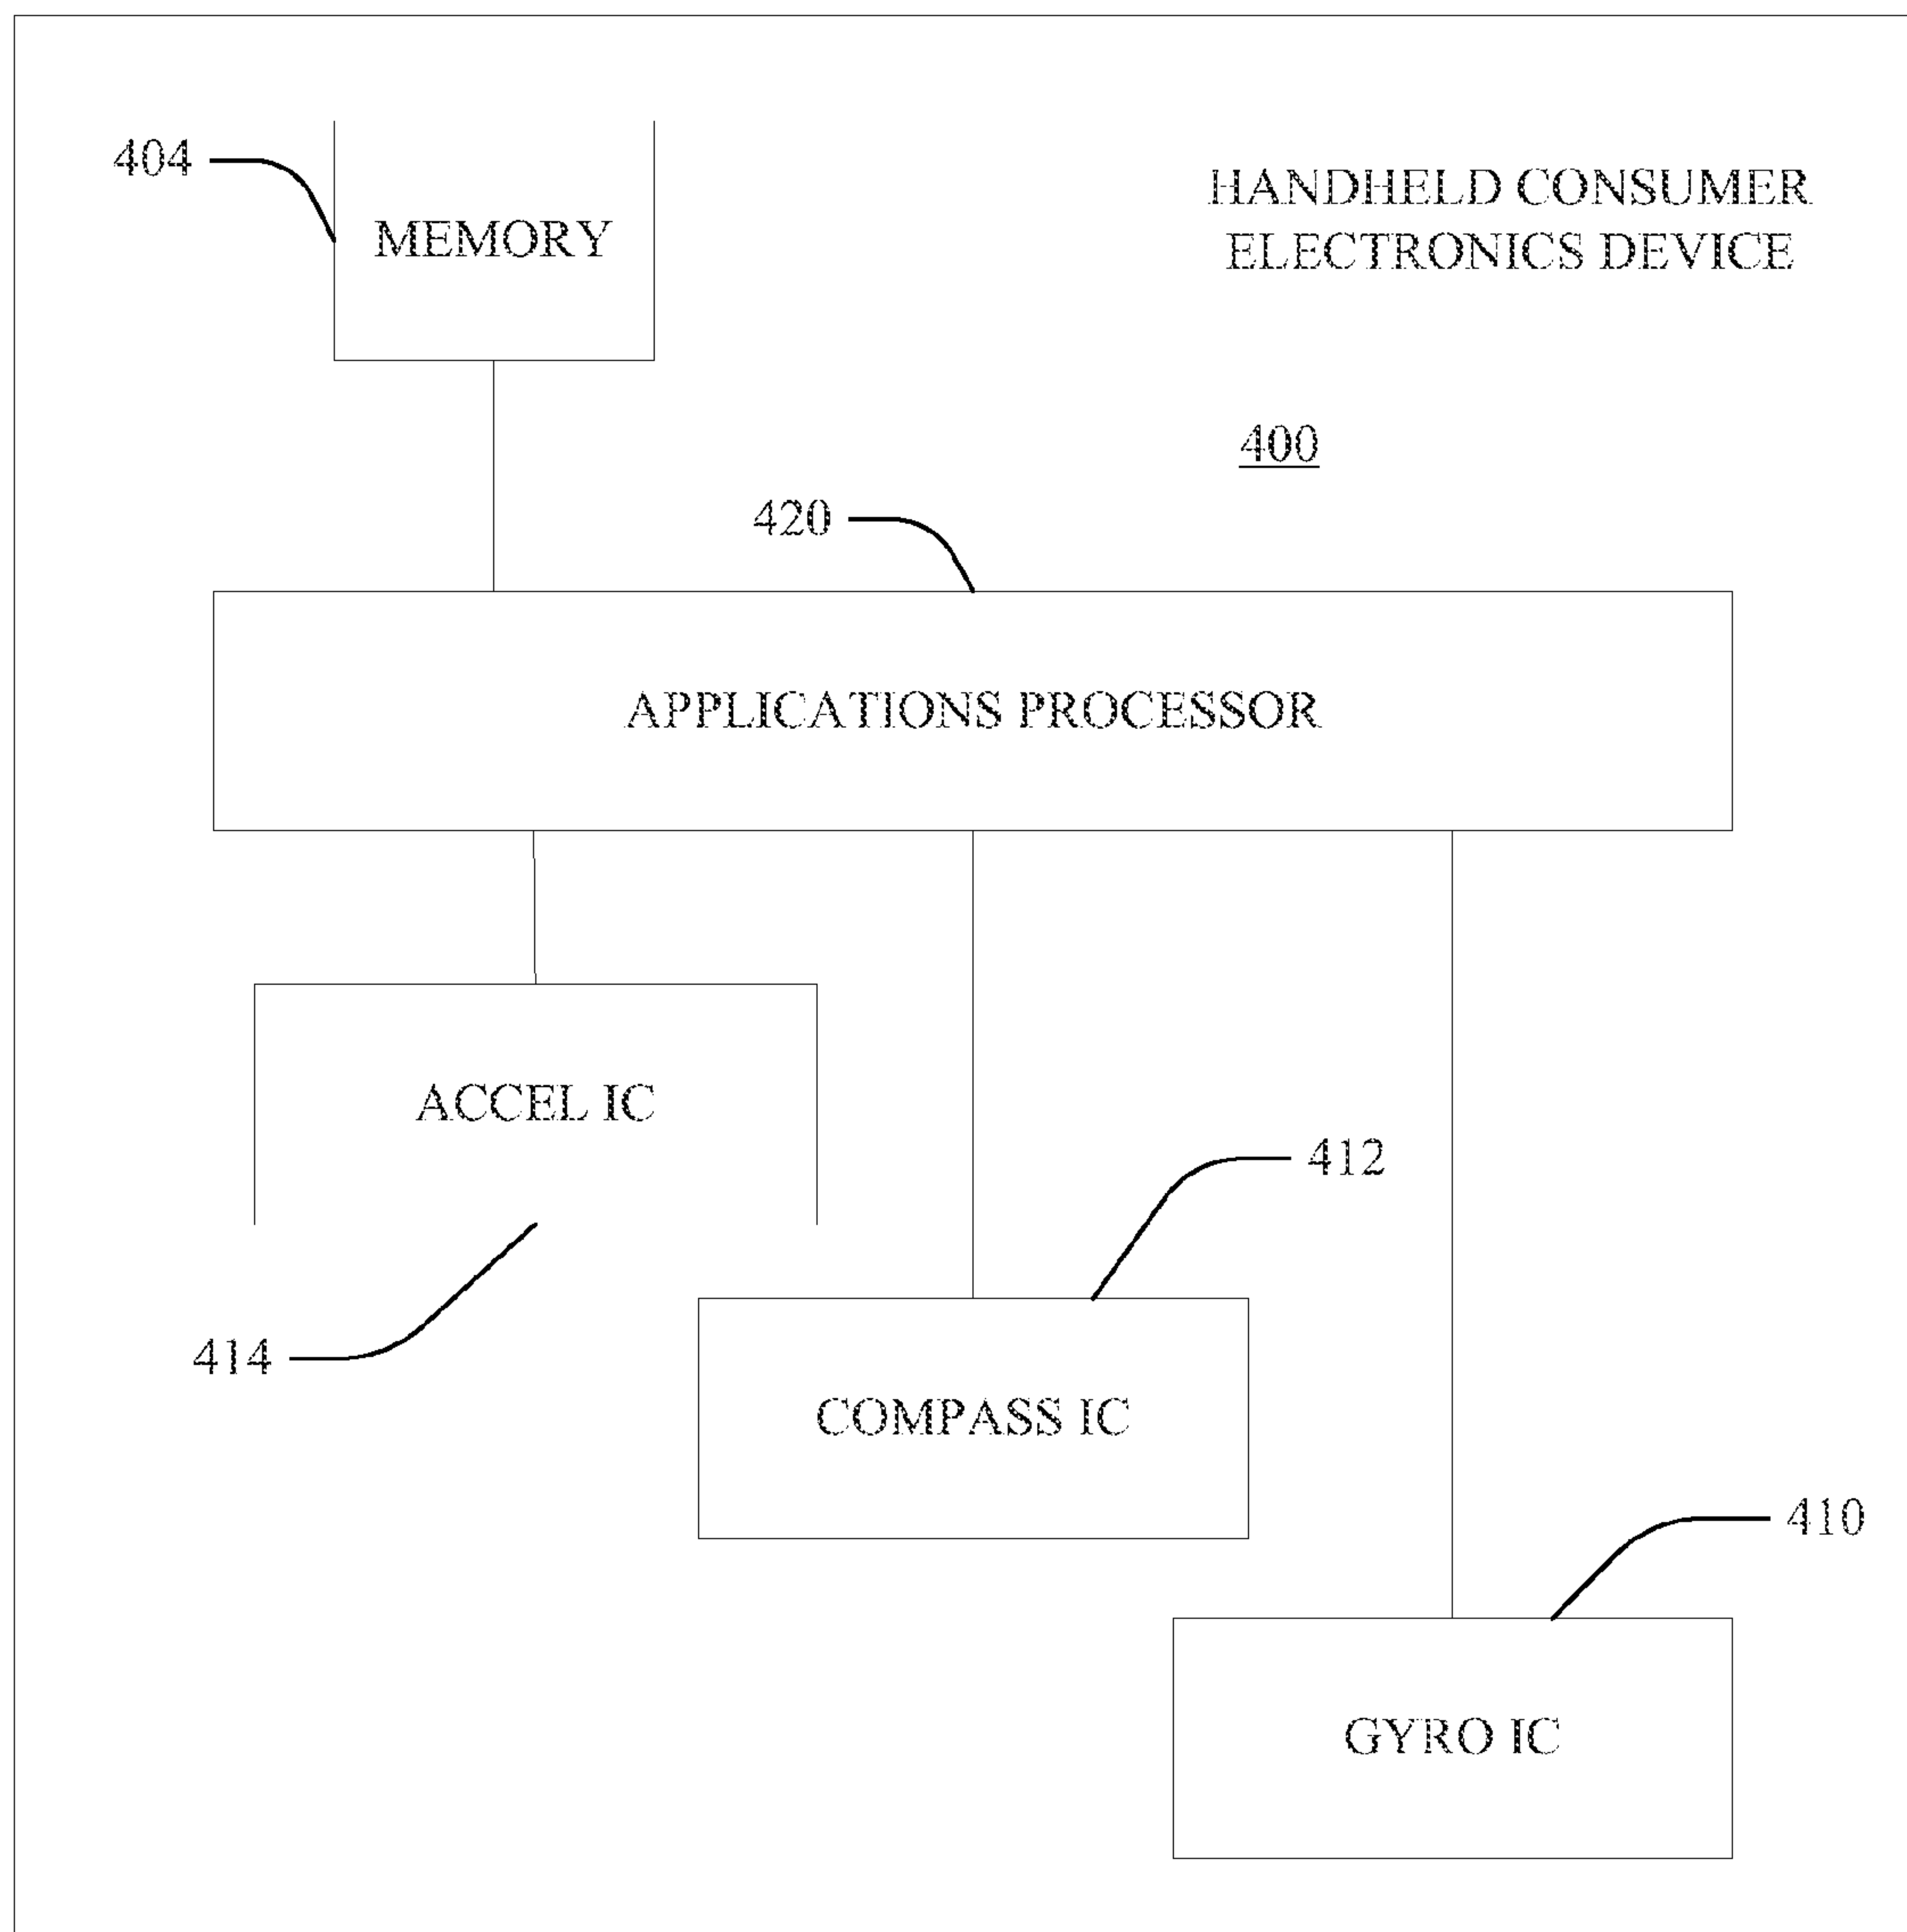 404
MEMORY
HANDHELD CONSUMER
ELECTRONICS DEVICE
400
420
APPLICATIONS PROCESSOR
ACCEL IC
412
414
COMPASS IC
410
GYRO IC